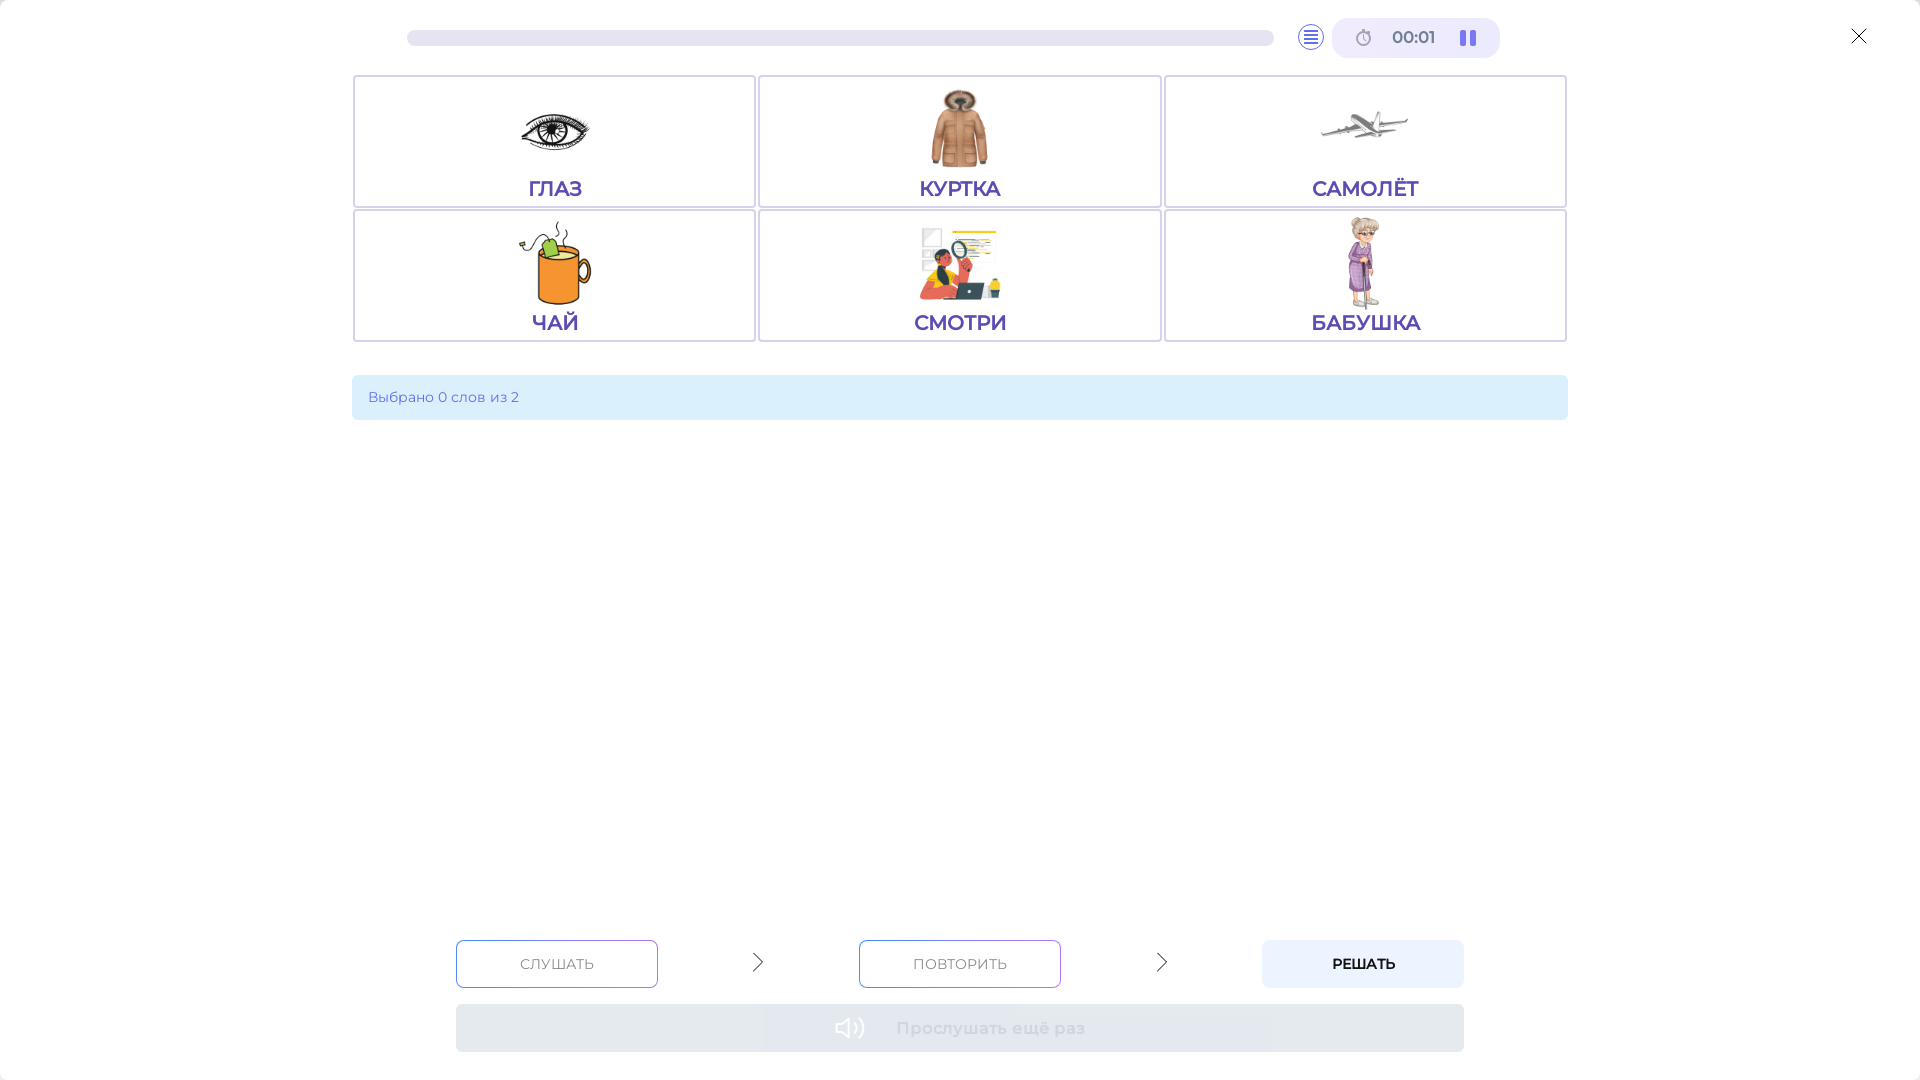 00:01
ГЛАЗ
КУРТКА
САМОЛЁТ
ЧАЙ
СМОТРИ
БАБУШКА
Выбрано 0 слов из 2
СЛУШАТЬ
ПОВТОРИТЬ
РЕШАТЬ
Прослушать ещё раз